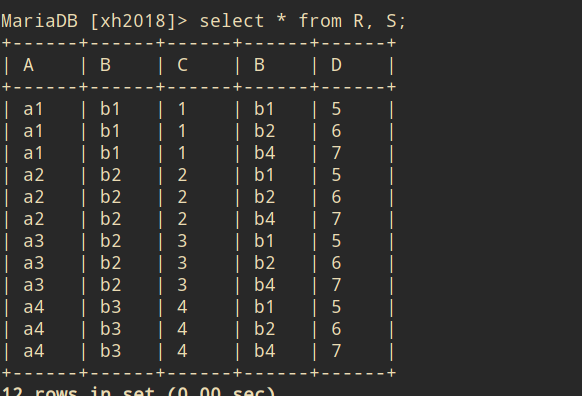 MariaDB [xh2018]> select * from R, S;
+------+------+------+------+------+
| A    | B    | C    | B    | D    |
+------+------+------+------+------+
| a1   | b1   | 1    | b1   | 5    |
| a1   | b1   | 1    | b2   | 6    |
| a1   | b1   | 1    | b4   | 7    |
| a2   | b2   | 2    | b1   | 5    |
| a2   | b2   | 2    | b2   | 6    |
| a2   | b2   | 2    | b4   | 7    |
| a3   | b2   | 3    | b1   | 5    |
| a3   | b2   | 3    | b2   | 6    |
| a3   | b2   | 3    | b4   | 7    |
| a4   | b3   | 4    | b1   | 5    |
| a4   | b3   | 4    | b2   | 6    |
| a4   | b3   | 4    | b4   | 7    |
+------+------+------+------+------+
12 rows in set (0.00 sec)